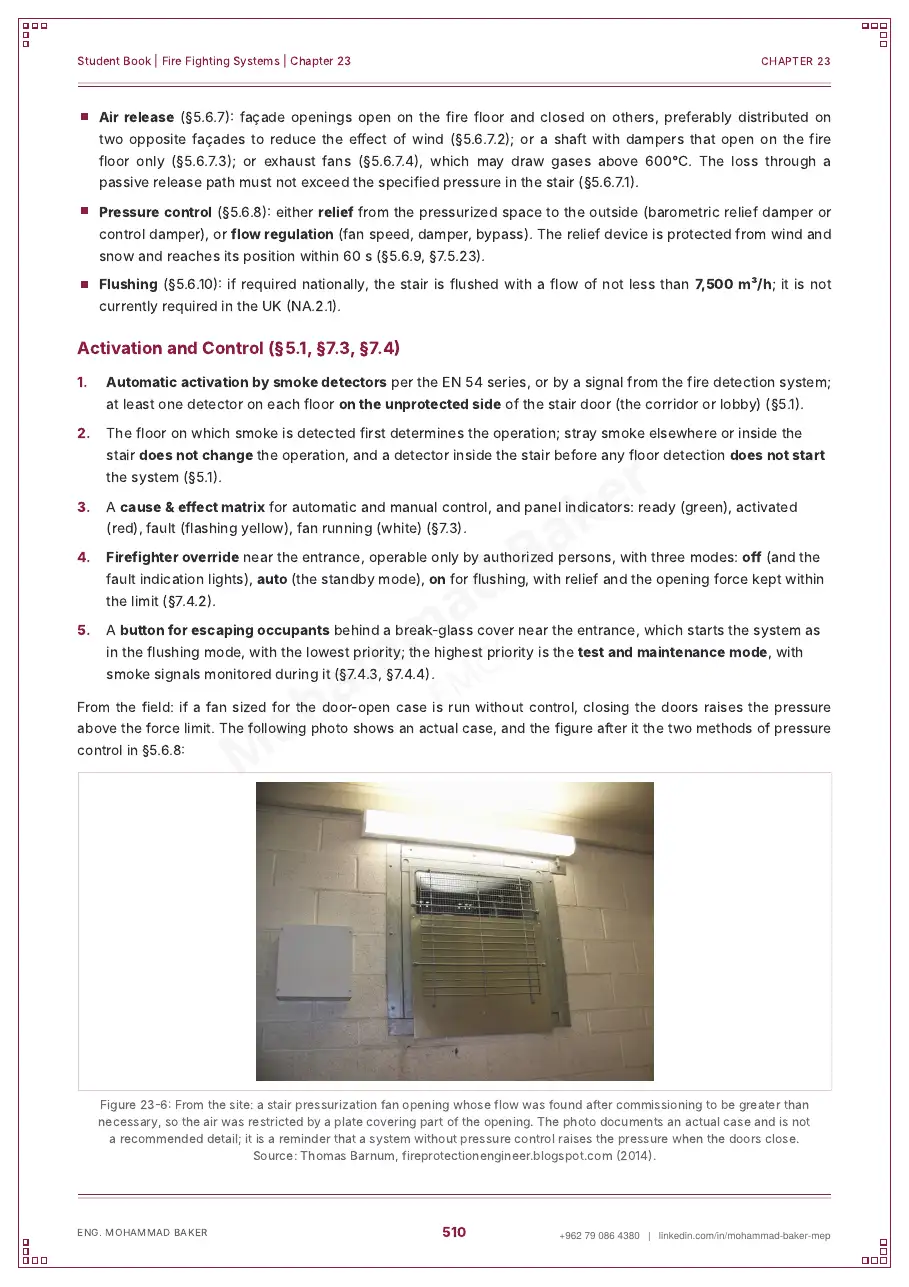 Student Book | Fire Fighting Systems | Chapter 23
CHAPTER 23
Air release (§5.6.7): façade openings open on the fire floor and closed on others, preferably distributed on
two opposite façades to reduce the effect of wind (§5.6.7.2); or a shaft with dampers that open on the fire
floor only (§5.6.7.3); or exhaust fans (§5.6.7.4), which may draw gases above 600°C. The loss through a
passive release path must not exceed the specified pressure in the stair (§5.6.7.1).
Pressure control (§5.6.8): either relief from the pressurized space to the outside (barometric relief damper or
control damper), or flow regulation (fan speed, damper, bypass). The relief device is protected from wind and
snow and reaches its position within 60 s (§5.6.9, §7.5.23).
Flushing (§5.6.10): if required nationally, the stair is flushed with a flow of not less than 7,500 m³/h; it is not
currently required in the UK (NA.2.1).
Activation and Control (§5.1, §7.3, §7.4)
1. Automatic activation by smoke detectors per the EN 54 series, or by a signal from the fire detection system;
at least one detector on each floor on the unprotected side of the stair door (the corridor or lobby) (§5.1).
2. The floor on which smoke is detected first determines the operation; stray smoke elsewhere or inside the
stair does not change the operation, and a detector inside the stair before any floor detection does not start
the system (§5.1).
3. A cause & effect matrix for automatic and manual control, and panel indicators: ready (green), activated
(red), fault (flashing yellow), fan running (white) (§7.3).
4. Firefighter override near the entrance, operable only by authorized persons, with three modes: off (and the
fault indication lights), auto (the standby mode), on for flushing, with relief and the opening force kept within
the limit (§7.4.2).
5. A button for escaping occupants behind a break-glass cover near the entrance, which starts the system as
in the flushing mode, with the lowest priority; the highest priority is the test and maintenance mode, with
smoke signals monitored during it (§7.4.3, §7.4.4).
From the field: if a fan sized for the door-open case is run without control, closing the doors raises the pressure
above the force limit. The following photo shows an actual case, and the figure after it the two methods of pressure
control in §5.6.8:
Mohammad Baker
Figure 23-6: From the site: a stair pressurization fan opening whose flow was found after commissioning to be greater than
necessary, so the air was restricted by a plate covering part of the opening. The photo documents an actual case and is not
a recommended detail; it is a reminder that a system without pressure control raises the pressure when the doors close.
Source: Thomas Barnum, fireprotectionengineer.blogspot.com (2014).
ENG. MOHAMMAD BAKER
510
+962 79 086 4380 | linkedin.com/in/mohammad-baker-mep